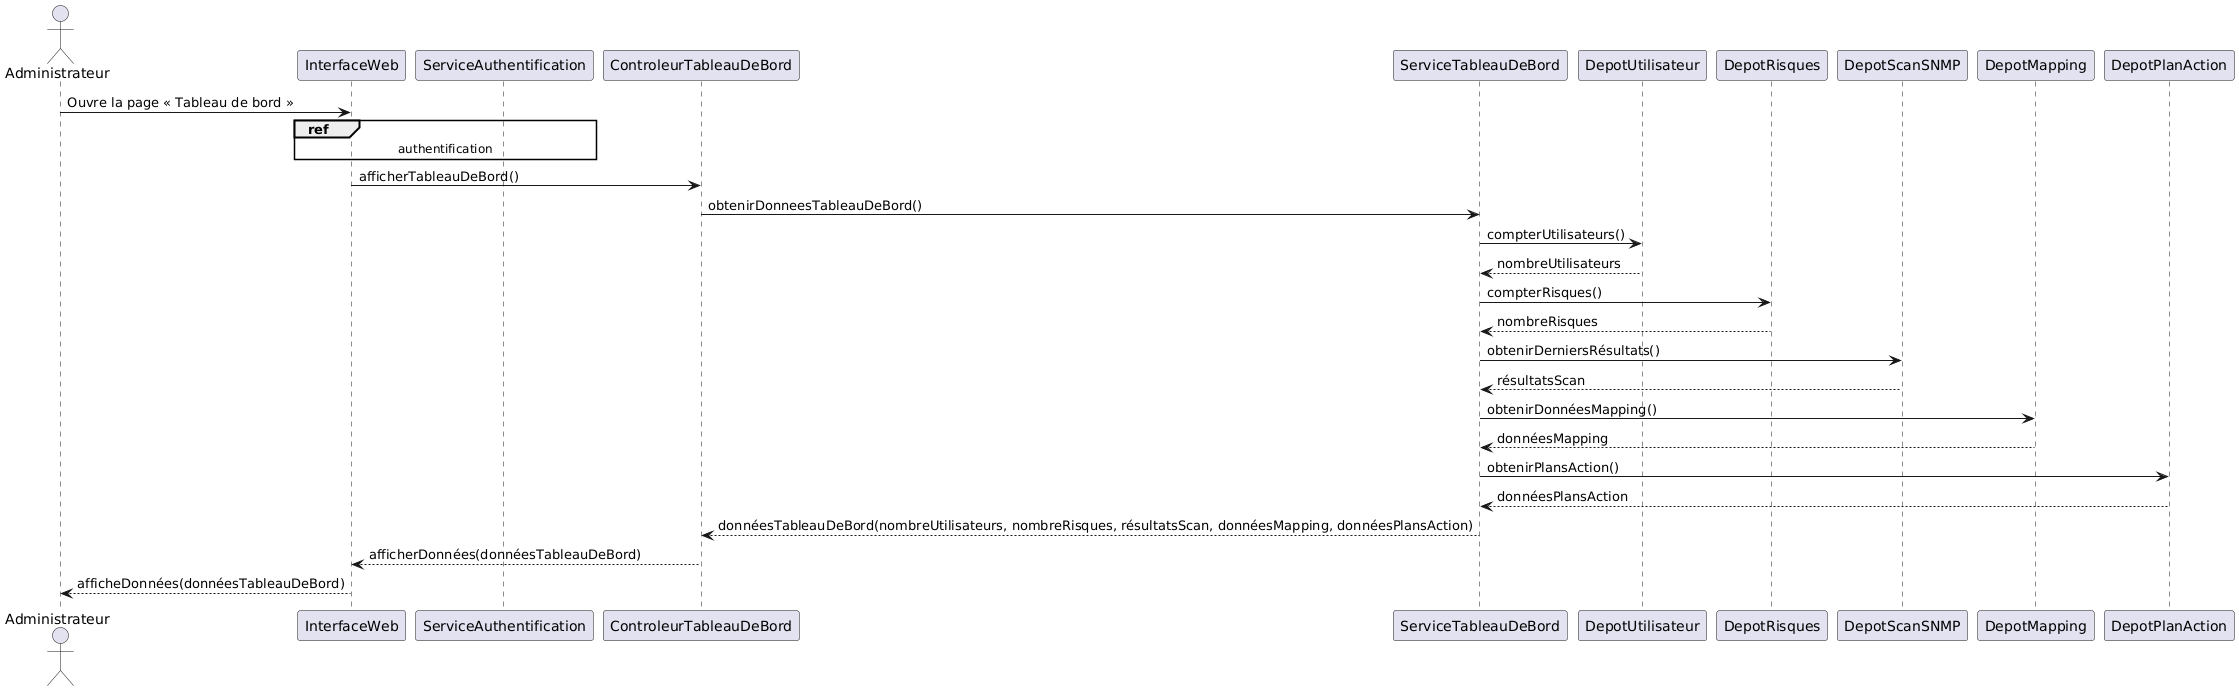 Administrateur
InterfaceWeb
ServiceAuthentification
ControleurTableauDeBord
ServiceTableauDeBord
DepotUtilisateur
DepotRisques
DepotScanSNMP
DepotMapping
DepotPlanAction
Ouvre la page « Tableau de bord »
ref
authentification
afficherTableauDeBord()
obtenirDonneesTableauDeBord()
compterUtilisateurs()
nombreUtilisateurs
compterRisques()
nombreRisques
obtenirDerniersRésultats()
résultatsScan
obtenirDonnéesMapping()
donnéesMapping
obtenirPlansAction()
donnéesPlansAction
donnéesTableauDeBord(nombreUtilisateurs, nombreRisques, résultatsScan, donnéesMapping, donnéesPlansAction)
afficherDonnées(donnéesTableauDeBord)
afficheDonnées(donnéesTableauDeBord)
Administrateur
InterfaceWeb
ServiceAuthentification
ControleurTableauDeBord
ServiceTableauDeBord
DepotUtilisateur
DepotRisques
DepotScanSNMP
DepotMapping
DepotPlanAction